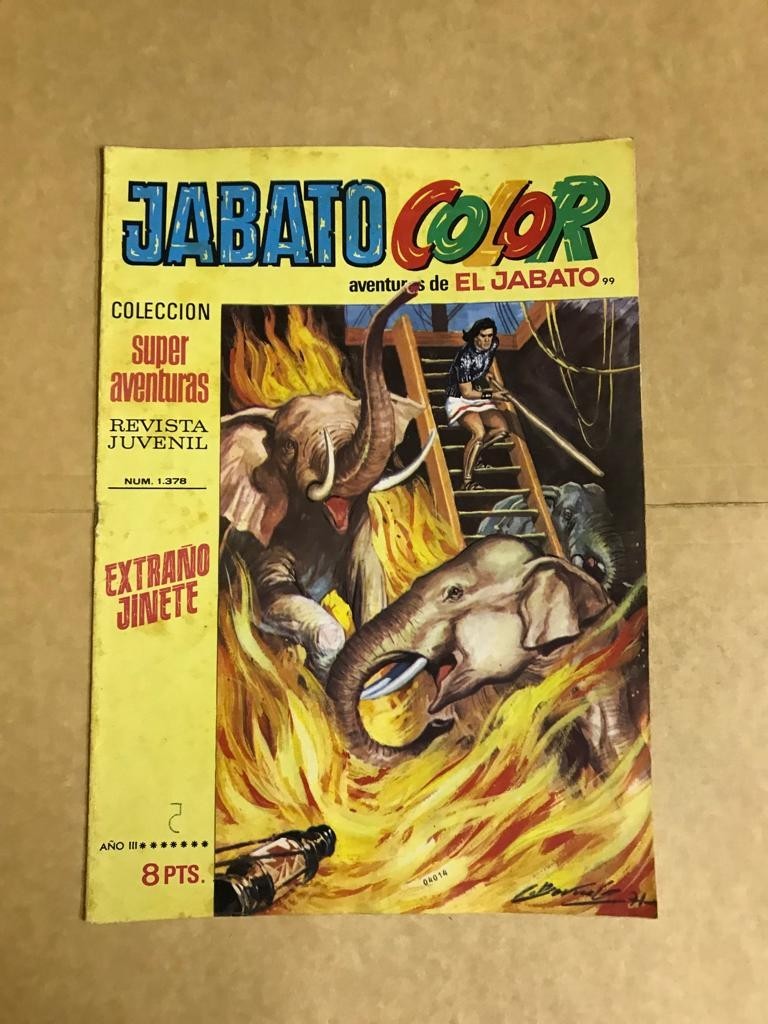 JABATO COLOR
aventuras de EL JABATO 99
COLECCION
super
aventuras
REVISTA
JUVENIL
NUM. 1.378
EXTRAÑO
JINETE
AÑO III*******
8 PTS.
04014